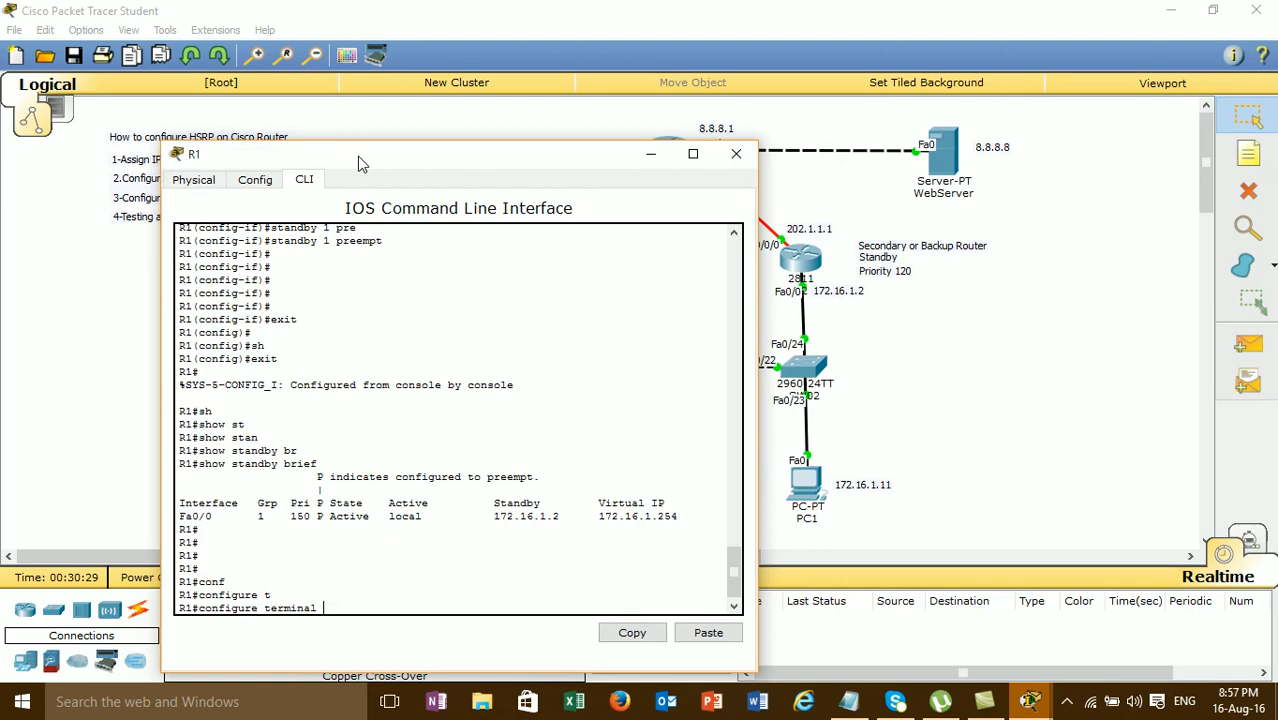 Cisco Packet Tracer Student
File Edit Options View Tools Extensions Help
Logical [Root] New Cluster Move Object Set Tiled Background Viewport
How to configure HSRP on Cisco Router
1-Assign IP
2.Configur
3-Configur
4-Testing a
8.8.8.1
Fa0
8.8.8.8
Server-PT
WebServer
202.1.1.1
2811
Fa0/0
172.16.1.2
Secondary or Backup Router
Standby
Priority 120
Fa0/24
2960 24TT
Fa0/23
Fa0
PC-PT
PC1
172.16.1.11
R1
Physical Config CLI
IOS Command Line Interface
R1(config-if)#standby 1 pre
R1(config-if)#standby 1 preempt
R1(config-if)#
R1(config-if)#
R1(config-if)#
R1(config-if)#
R1(config-if)#
R1(config-if)#exit
R1(config)#
R1(config)#sh
R1(config)#exit
R1#
%SYS-5-CONFIG_I: Configured from console by console
R1#sh
R1#show st
R1#show stan
R1#show standby br
R1#show standby brief
P indicates configured to preempt.
|
Interface Grp Pri P State Active Standby Virtual IP
Fa0/0 1 150 P Active local 172.16.1.2 172.16.1.254
R1#
R1#
R1#
R1#
R1#conf
R1#configure t
R1#configure terminal
Copy Paste
Time: 00:30:29 Power C
Realtime
Connections
Copper Cross-Over
Last Status Source Destination Type Color Time(sec) Periodic Num
Search the web and Windows
ENG
8:57 PM
16-Aug-16